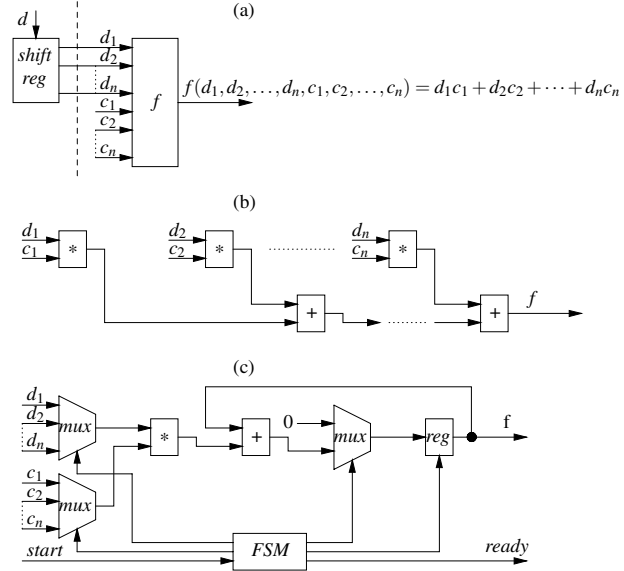 (a)
d
shift
reg
d₁
d₂
dₙ
c₁
c₂
cₙ
f
f(d₁,d₂,…,dₙ,c₁,c₂,…,cₙ) = d₁c₁+d₂c₂+⋯+dₙcₙ
(b)
d₁
c₁
*
d₂
c₂
*
dₙ
cₙ
*
+
+
f
(c)
d₁
d₂
dₙ
mux
*
+
0
mux
reg
f
c₁
c₂
cₙ
mux
start
FSM
ready